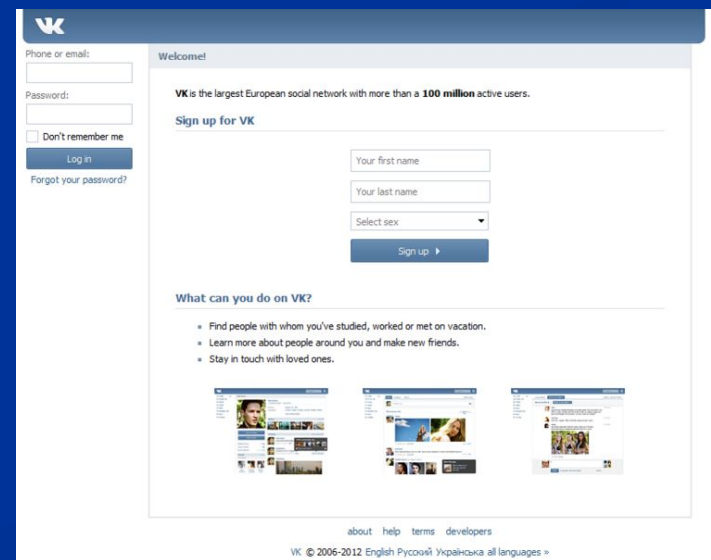 VK
Phone or email:
Password:
Don't remember me
Log in
Forgot your password?
Welcome!
VK is the largest European social network with more than a 100 million active users.
Sign up for VK
Your first name
Your last name
Select sex
Sign up
What can you do on VK?
Find people with whom you've studied, worked or met on vacation.
Learn more about people around you and make new friends.
Stay in touch with loved ones.
about help terms developers
VK © 2006-2012 English Русский Українська all languages »